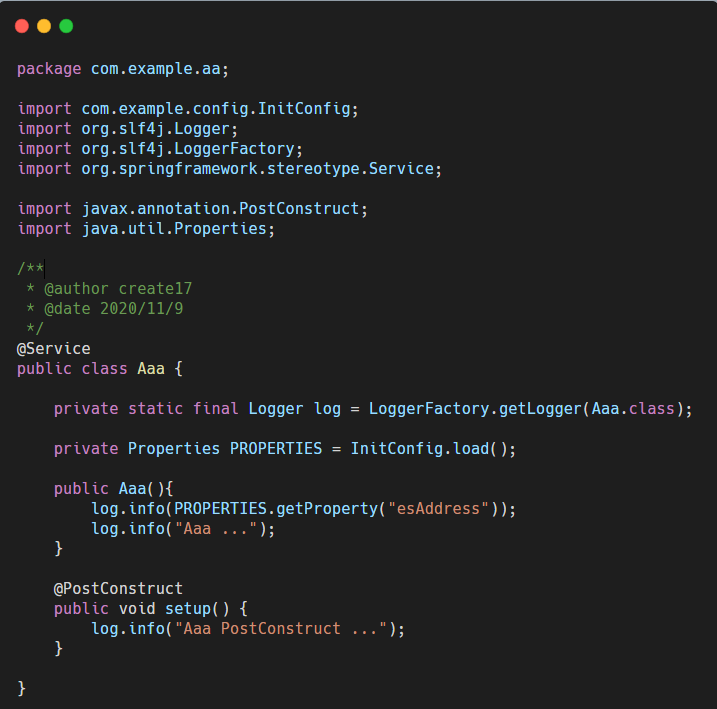 package com.example.aa;
import com.example.config.InitConfig;
import org.slf4j.Logger;
import org.slf4j.LoggerFactory;
import org.springframework.stereotype.Service;
import javax.annotation.PostConstruct;
import java.util.Properties;
/**
 * @author create17
 * @date 2020/11/9
 */
@Service
public class Aaa {
    private static final Logger log = LoggerFactory.getLogger(Aaa.class);
    private Properties PROPERTIES = InitConfig.load();
    public Aaa(){
        log.info(PROPERTIES.getProperty("esAddress"));
        log.info("Aaa ...");
    }
    @PostConstruct
    public void setup() {
        log.info("Aaa PostConstruct ...");
    }
}